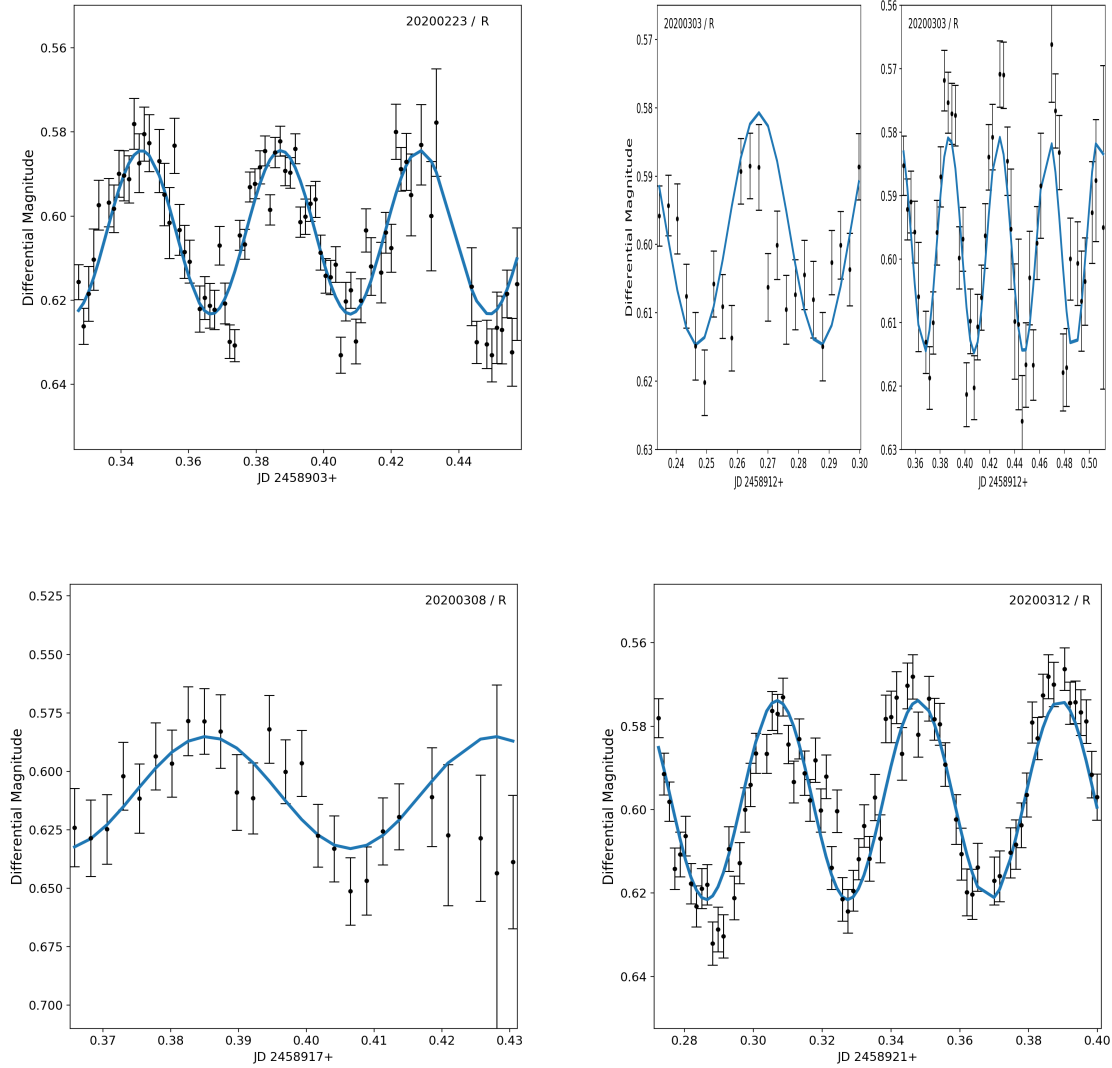 20200223 / R
0.56
0.58
0.60
0.62
0.64
Differential Magnitude
0.34 0.36 0.38 0.40 0.42 0.44
JD 2458903+
20200303 / R
0.57
0.58
0.59
0.60
0.61
0.62
0.63
Differential Magnitude
0.24 0.25 0.26 0.27 0.28 0.29 0.30
JD 2458912+
20200303 / R
0.56
0.57
0.58
0.59
0.60
0.61
0.62
0.63
0.36 0.38 0.40 0.42 0.44 0.46 0.48 0.50
JD 2458912+
20200308 / R
0.525
0.550
0.575
0.600
0.625
0.650
0.675
0.700
Differential Magnitude
0.37 0.38 0.39 0.40 0.41 0.42 0.43
JD 2458917+
20200312 / R
0.56
0.58
0.60
0.62
0.64
Differential Magnitude
0.28 0.30 0.32 0.34 0.36 0.38 0.40
JD 2458921+